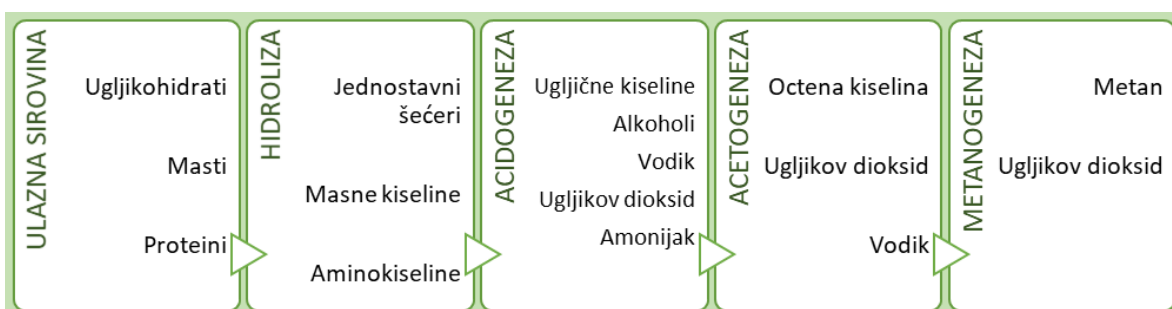 ULAZNA SIROVINA
Ugljikohidrati
Masti
Proteini
HIDROLIZA
Jednostavni
šećeri
Masne kiseline
Aminokiseline
ACIDOGENEZA
Ugljične kiseline
Alkoholi
Vodik
Ugljikov dioksid
Amonijak
ACETOGENEZA
Octena kiselina
Ugljikov dioksid
Vodik
METANOGENEZA
Metan
Ugljikov dioksid